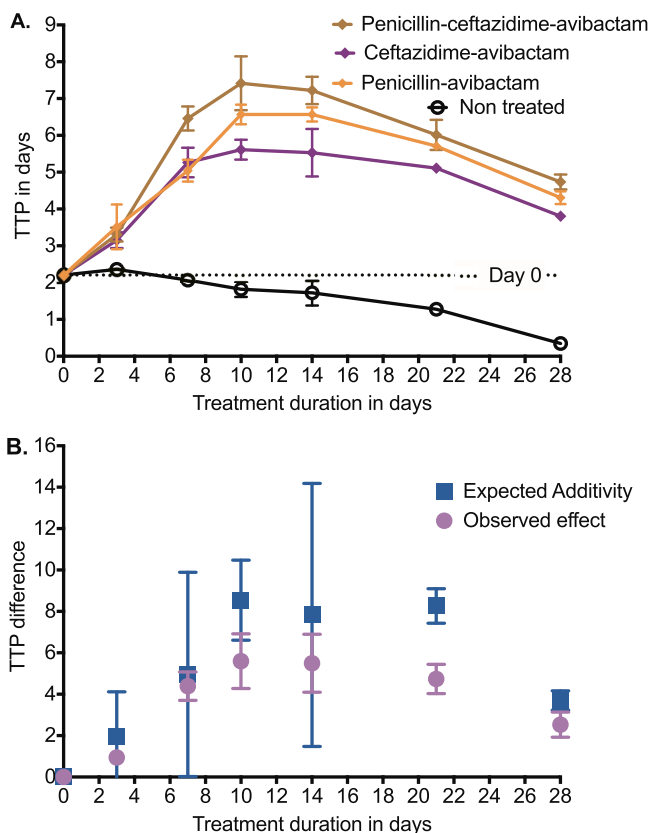 A.
Penicillin-ceftazidime-avibactam
Ceftazidime-avibactam
Penicillin-avibactam
Non treated
TTP in days
9
8
7
6
5
4
3
2
1
0
Day 0
0 2 4 6 8 10 12 14 16 18 20 22 24 26 28
Treatment duration in days
B.
Expected Additivity
Observed effect
TTP difference
16
14
12
10
8
6
4
2
0
0 2 4 6 8 10 12 14 16 18 20 22 24 26 28
Treatment duration in days